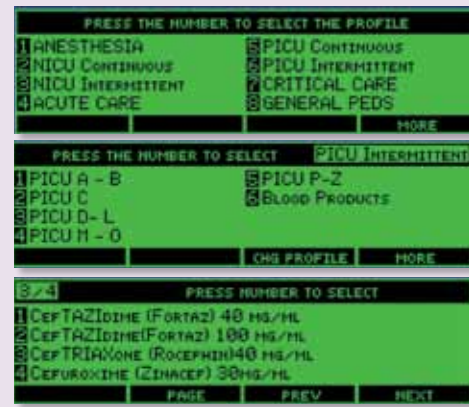 PRESS THE NUMBER TO SELECT THE PROFILE
1 ANESTHESIA 5 PICU CONTINUOUS
2 NICU CONTINUOUS 6 PICU INTERMITTENT
3 NICU INTERMITTENT 7 CRITICAL CARE
4 ACUTE CARE 8 GENERAL PEDS
MORE
PRESS THE NUMBER TO SELECT PICU INTERMITTENT
1 PICU A - B 5 PICU P-Z
2 PICU C 6 BLOOD PRODUCTS
3 PICU D- L
4 PICU M - O
CHG PROFILE MORE
3/4 PRESS NUMBER TO SELECT
1 CEFTAZIDIME (FORTAZ) 40 MG/ML
2 CEFTAZIDIME(FORTAZ) 100 MG/ML
3 CEFTRIAXONE (ROCEPHIN)40 MG/ML
4 CEFUROXIME (ZINACEF) 30MG/ML
PAGE PREV NEXT